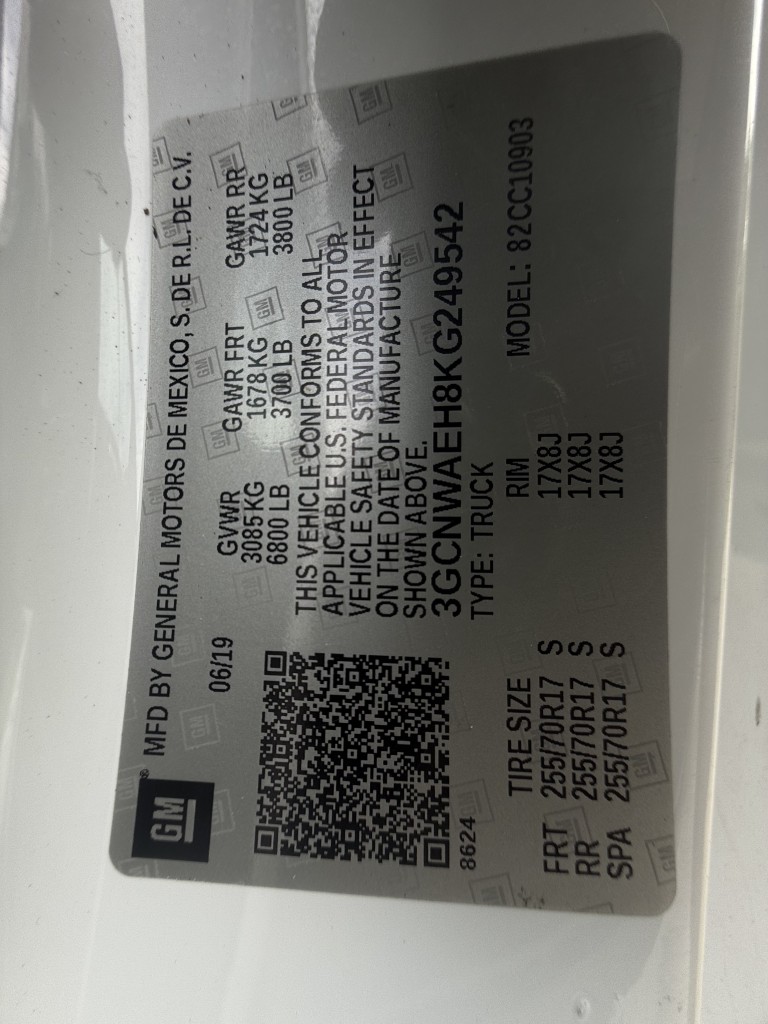 GM®
MFD BY GENERAL MOTORS DE MEXICO, S. DE R.L. DE C.V.
06/19
GVWR GAWR FRT GAWR RR
3085 KG 1678 KG 1724 KG
6800 LB 3700 LB 3800 LB
THIS VEHICLE CONFORMS TO ALL
APPLICABLE U.S. FEDERAL MOTOR
VEHICLE SAFETY STANDARDS IN EFFECT
ON THE DATE OF MANUFACTURE
SHOWN ABOVE.
3GCNWAEH8KG249542
8624 TYPE: TRUCK
TIRE SIZE RIM MODEL: 82CC10903
FRT 255/70R17 S 17X8J
RR 255/70R17 S 17X8J
SPA 255/70R17 S 17X8J